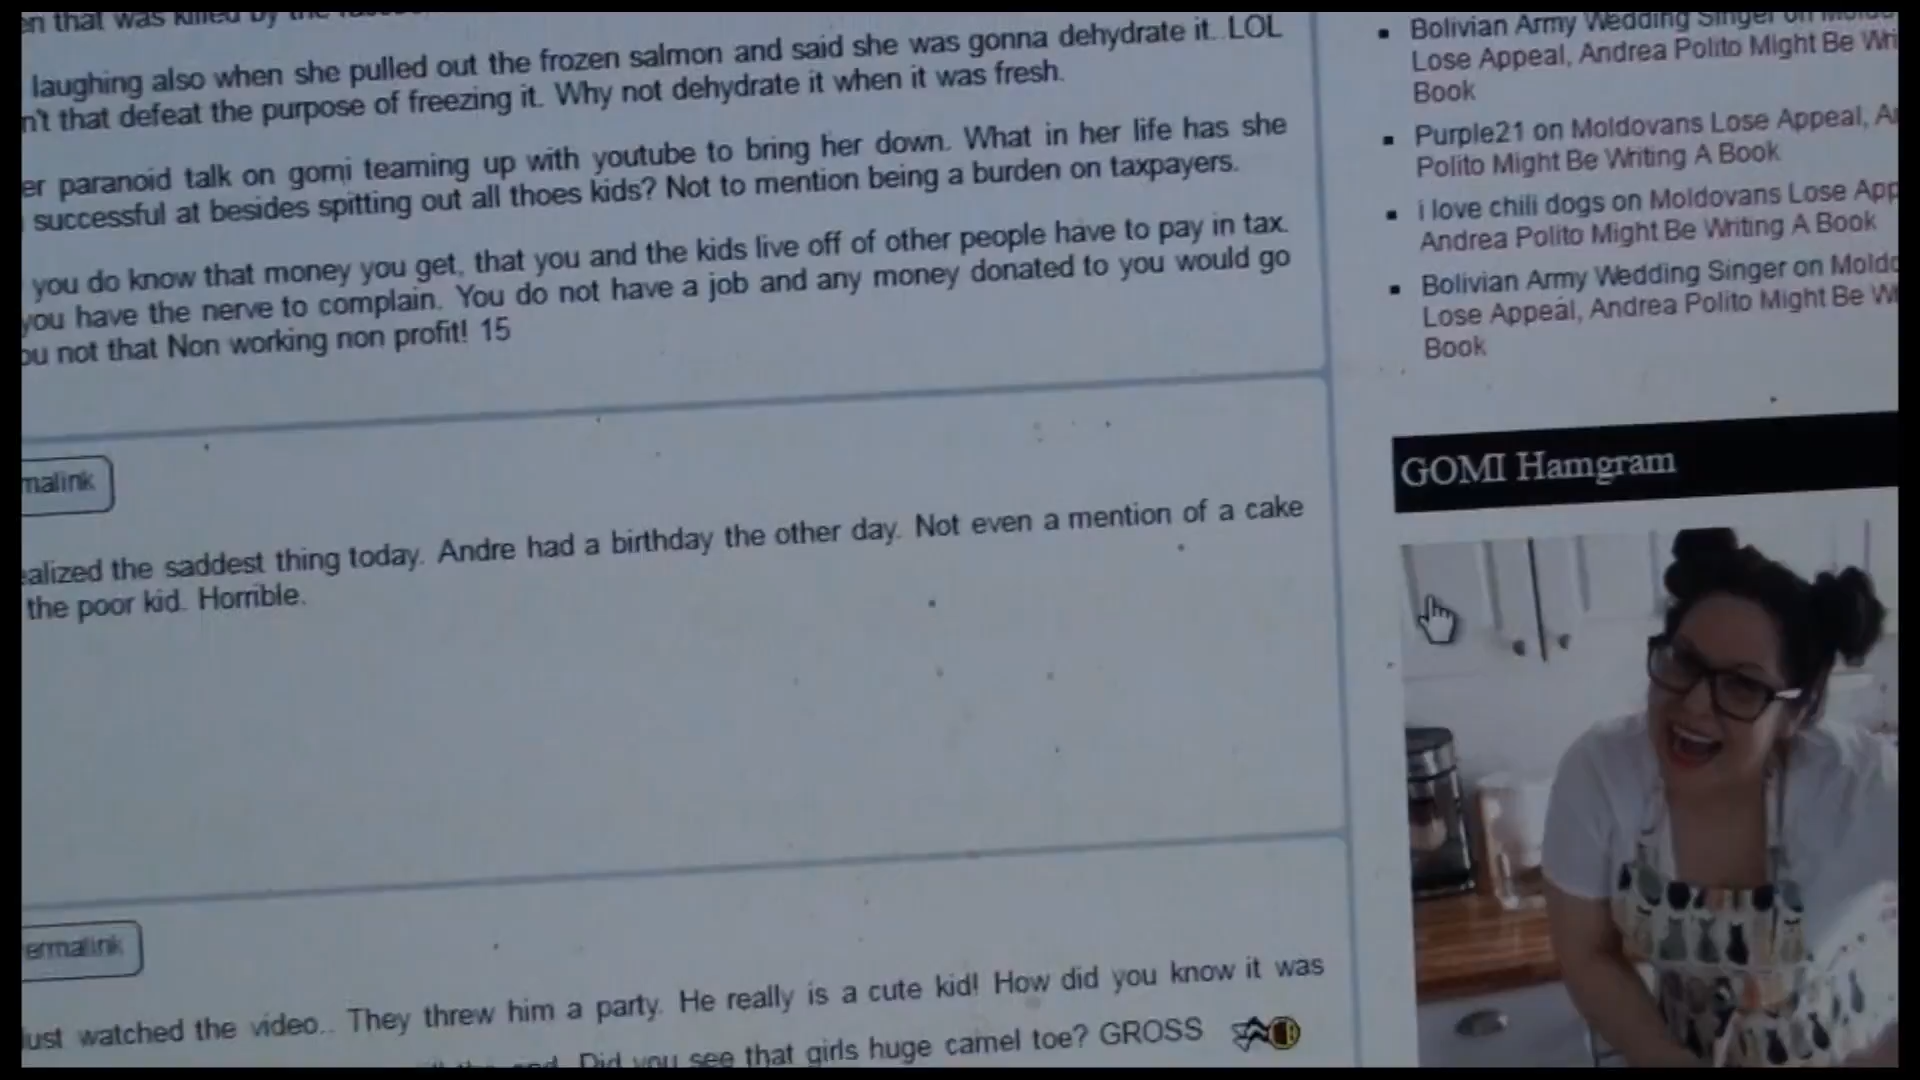 en that was killed by the
laughing also when she pulled out the frozen salmon and said she was gonna dehydrate it. LOL
n't that defeat the purpose of freezing it. Why not dehydrate it when it was fresh.
er paranoid talk on gomi teaming up with youtube to bring her down. What in her life has she
successful at besides spitting out all thoes kids? Not to mention being a burden on taxpayers.
you do know that money you get, that you and the kids live off of other people have to pay in tax.
you have the nerve to complain. You do not have a job and any money donated to you would go
ou not that Non working non profit! 15
malink
ealized the saddest thing today. Andre had a birthday the other day. Not even a mention of a cake
the poor kid. Horrible.
ermalink
ust watched the video.. They threw him a party. He really is a cute kid! How did you know it was
end. Did you see that girls huge camel toe? GROSS
Bolivian Army Wedding Singer on
Lose Appeal, Andrea Polito Might Be Wri
Book
Purple21 on Moldovans Lose Appeal, A
Polito Might Be Writing A Book
i love chili dogs on Moldovans Lose App
Andrea Polito Might Be Writing A Book
Bolivian Army Wedding Singer on Moldo
Lose Appeal, Andrea Polito Might Be W
Book
GOMI Hamgram